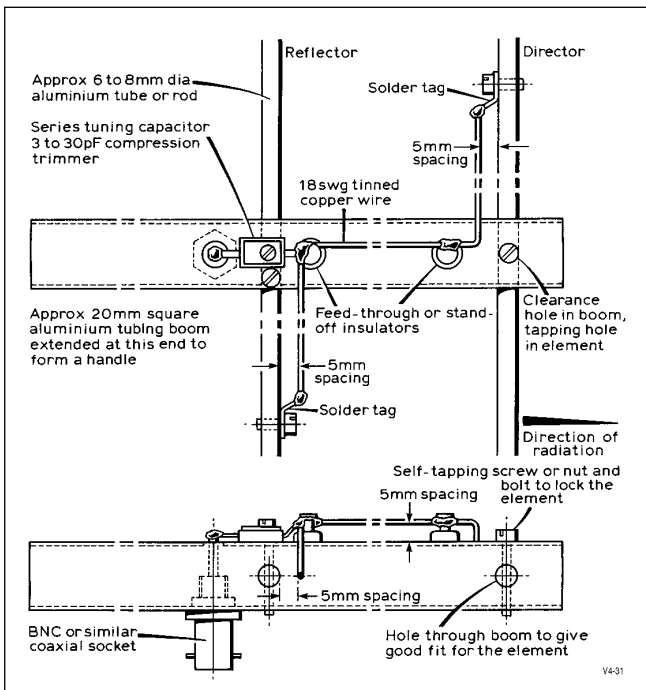 Reflector
Director
Approx 6 to 8mm dia
aluminium tube or rod
Solder tag
Series tuning capacitor
3 to 30pF compression
trimmer
5mm
spacing
18swg tinned
copper wire
Approx 20mm square
aluminium tubing boom
extended at this end to
form a handle
Feed-through or stand-
off insulators
Clearance
hole in boom,
tapping hole
in element
5mm
spacing
Solder tag
Direction of
radiation
Self-tapping screw or nut and
bolt to lock the
element
5mm spacing
5mm spacing
BNC or similar
coaxial socket
Hole through boom to give
good fit for the element
V4-31